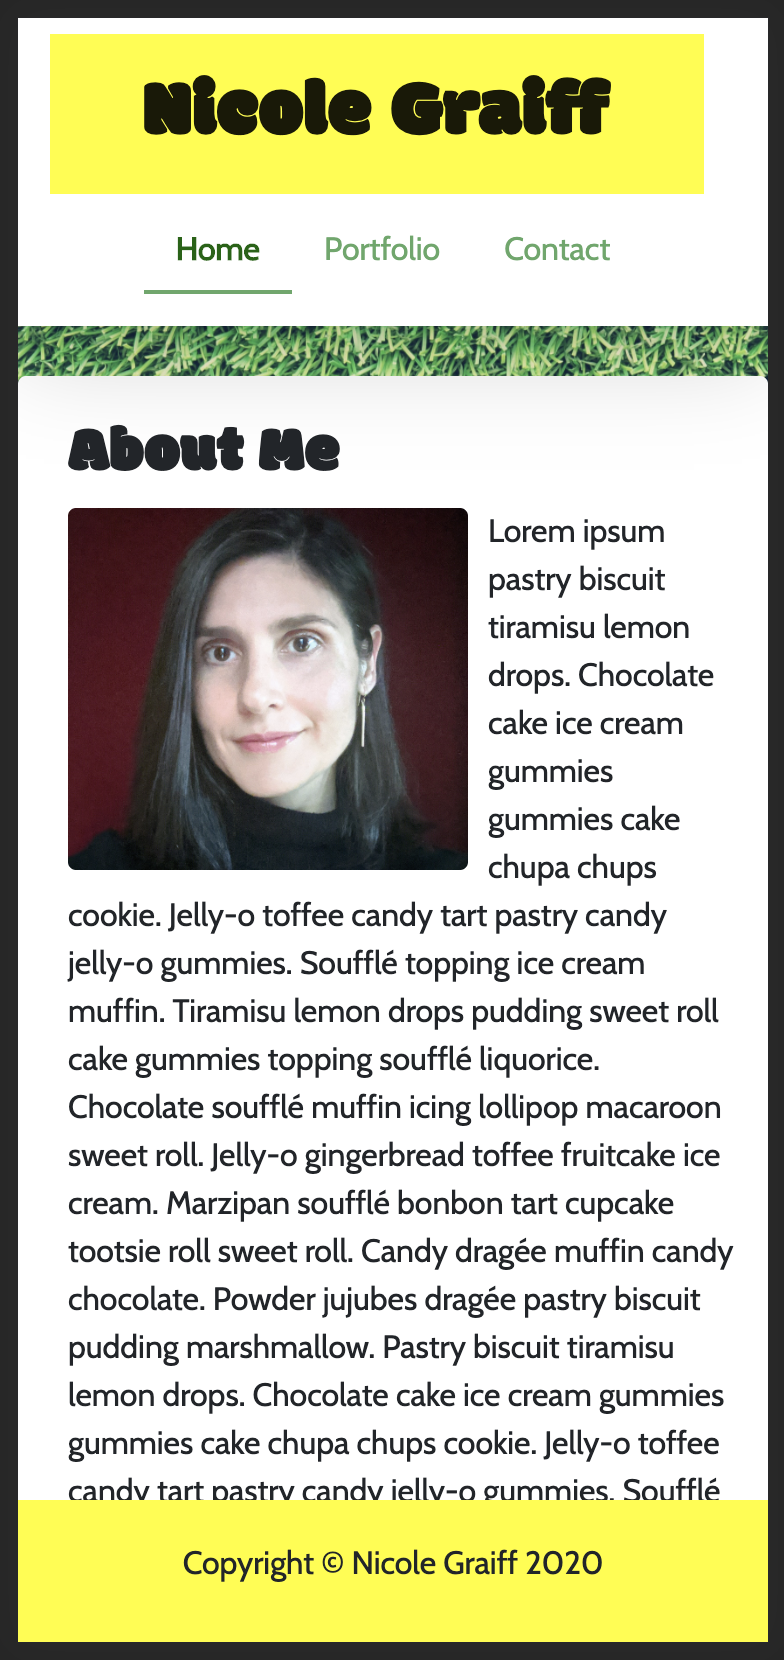 Nicole Graiff
Home Portfolio Contact
About Me
Lorem ipsum
pastry biscuit
tiramisu lemon
drops. Chocolate
cake ice cream
gummies
gummies cake
chupa chups
cookie. Jelly-o toffee candy tart pastry candy
jelly-o gummies. Soufflé topping ice cream
muffin. Tiramisu lemon drops pudding sweet roll
cake gummies topping soufflé liquorice.
Chocolate soufflé muffin icing lollipop macaroon
sweet roll. Jelly-o gingerbread toffee fruitcake ice
cream. Marzipan soufflé bonbon tart cupcake
tootsie roll sweet roll. Candy dragée muffin candy
chocolate. Powder jujubes dragée pastry biscuit
pudding marshmallow. Pastry biscuit tiramisu
lemon drops. Chocolate cake ice cream gummies
gummies cake chupa chups cookie. Jelly-o toffee
candy tart pastry candy jelly-o gummies. Soufflé
Copyright © Nicole Graiff 2020